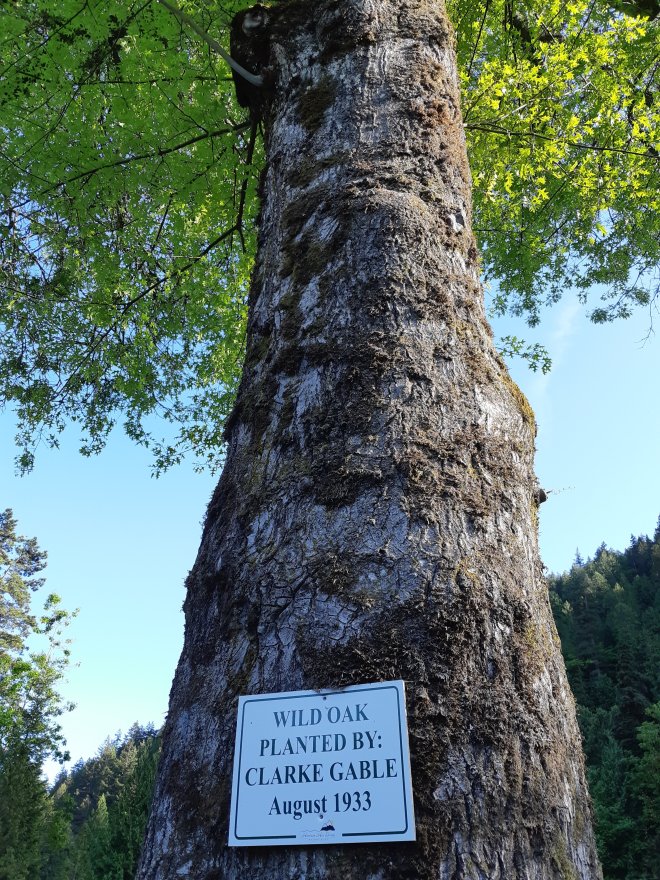 WILD OAK
PLANTED BY:
CLARKE GABLE
August 1933